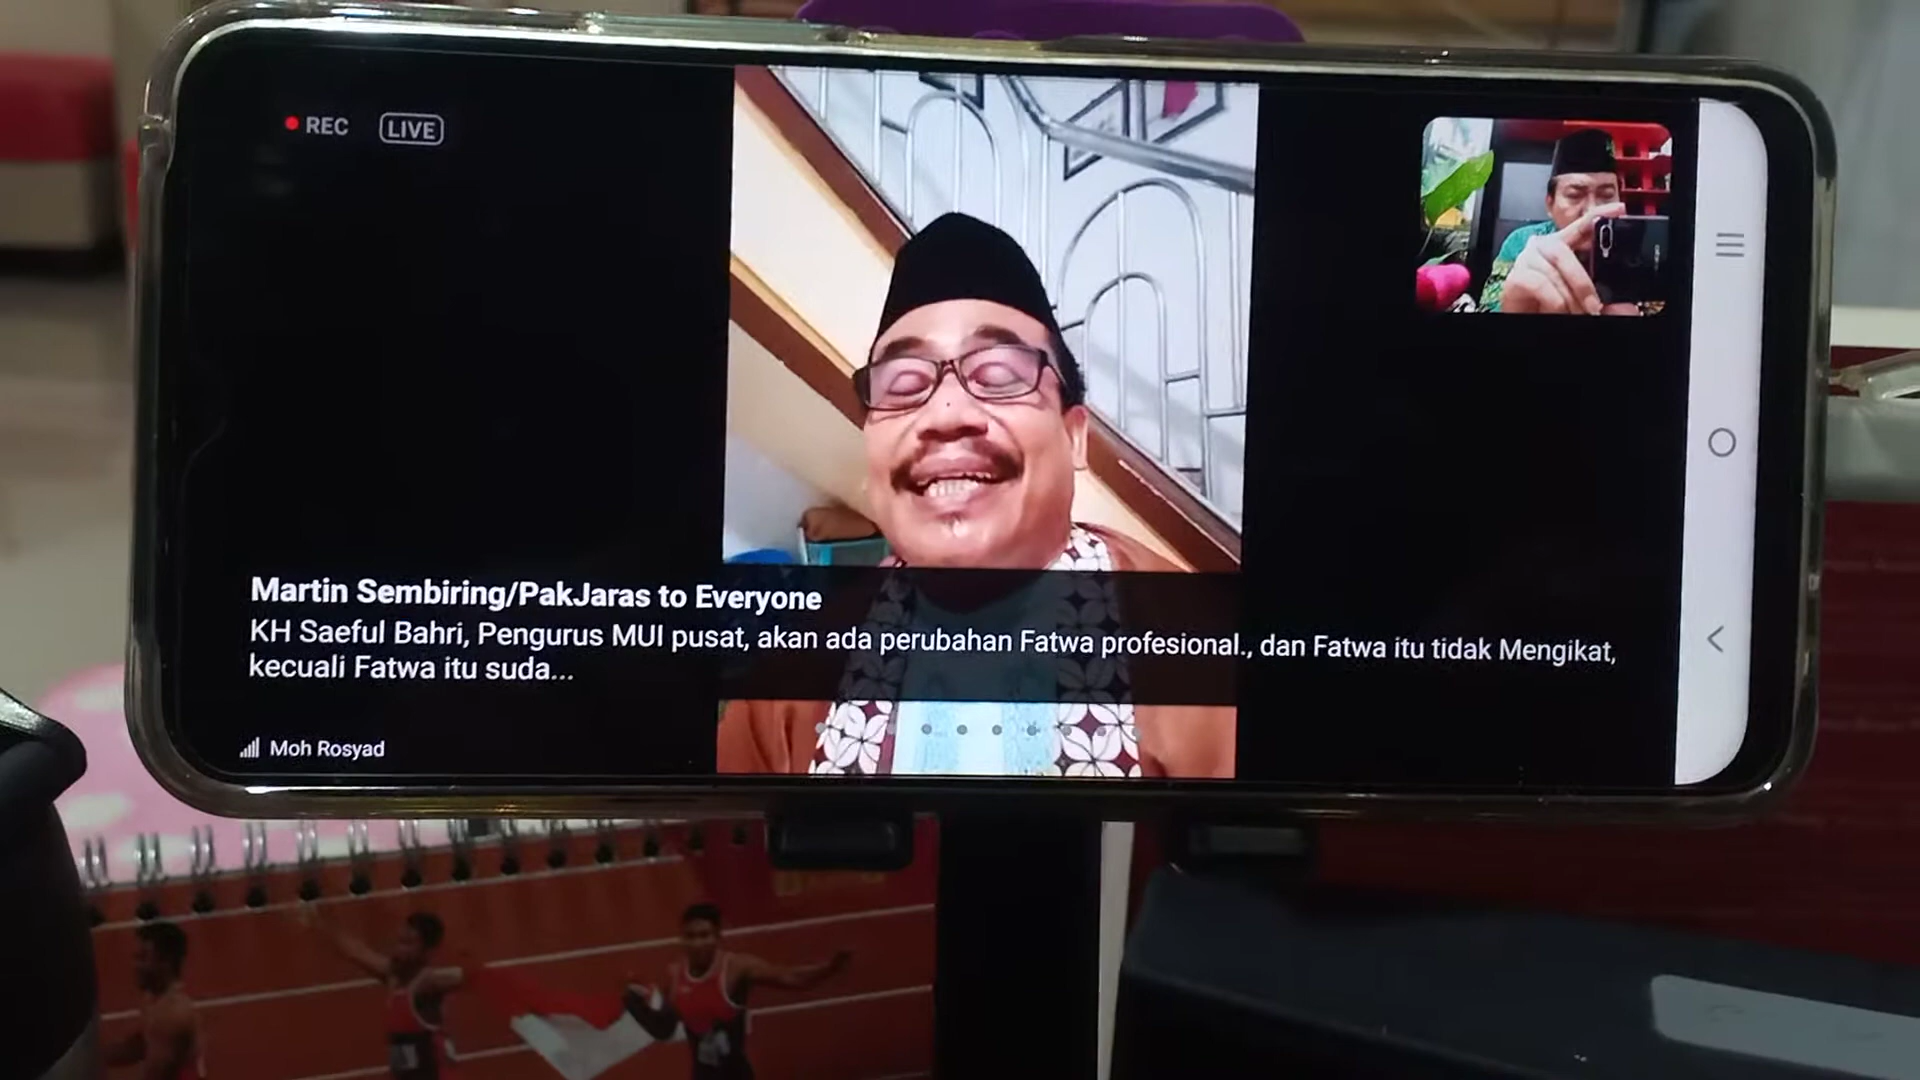 REC
LIVE
Martin Sembiring/PakJaras to Everyone
KH Saeful Bahri, Pengurus MUI pusat, akan ada perubahan Fatwa profesional., dan Fatwa itu tidak Mengikat,
kecuali Fatwa itu suda...
Moh Rosyad